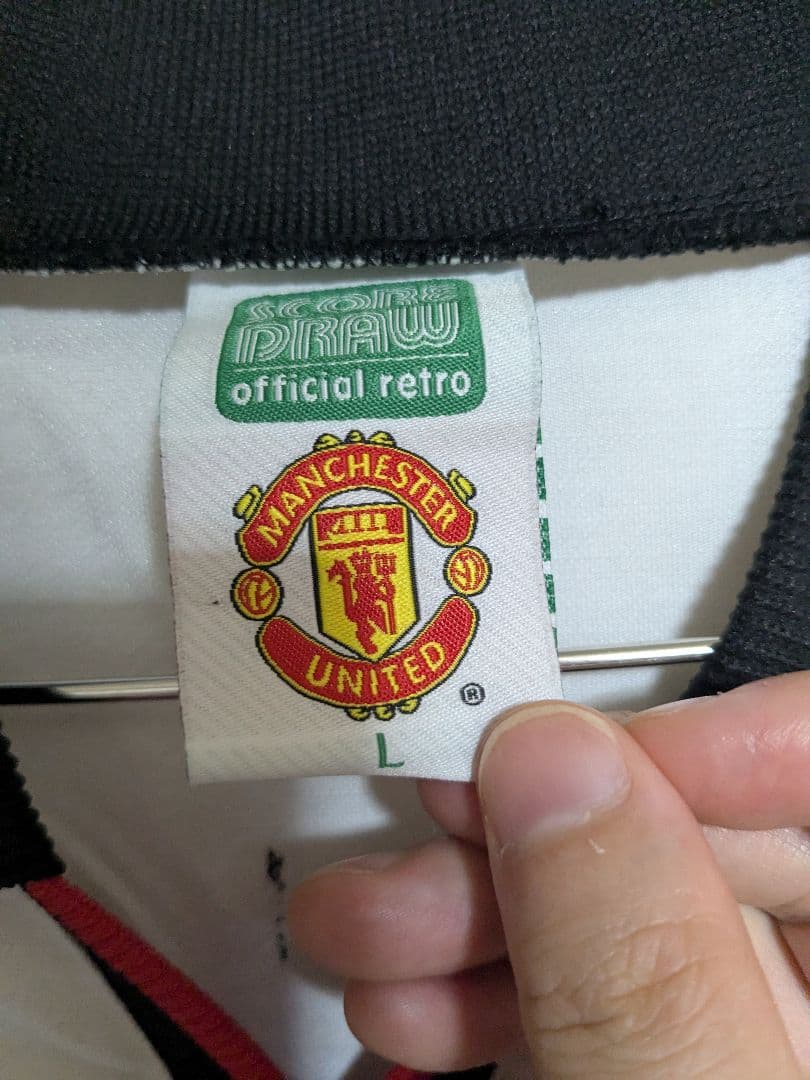 SCORE
DRAW
official retro
MANCHESTER
UNITED
®
L